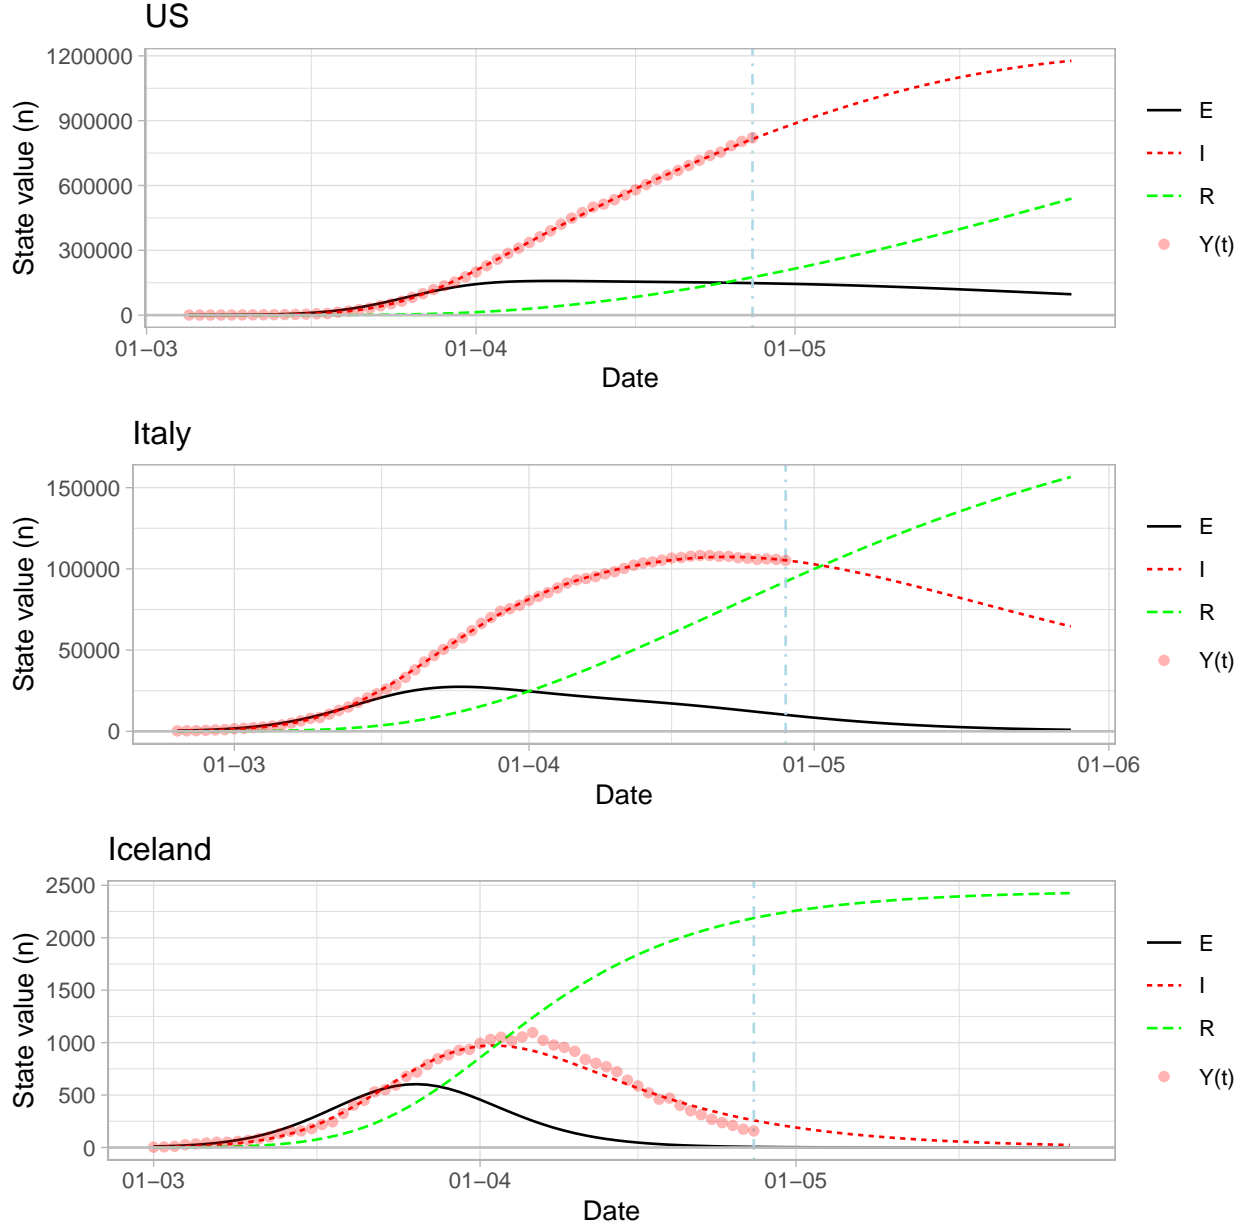 US
State value (n)
1200000
900000
600000
300000
0
01–03
01–04
01–05
Date
E
I
R
Y(t)
Italy
State value (n)
150000
100000
50000
0
01–03
01–04
01–05
01–06
Date
E
I
R
Y(t)
Iceland
State value (n)
2500
2000
1500
1000
500
0
01–03
01–04
01–05
Date
E
I
R
Y(t)